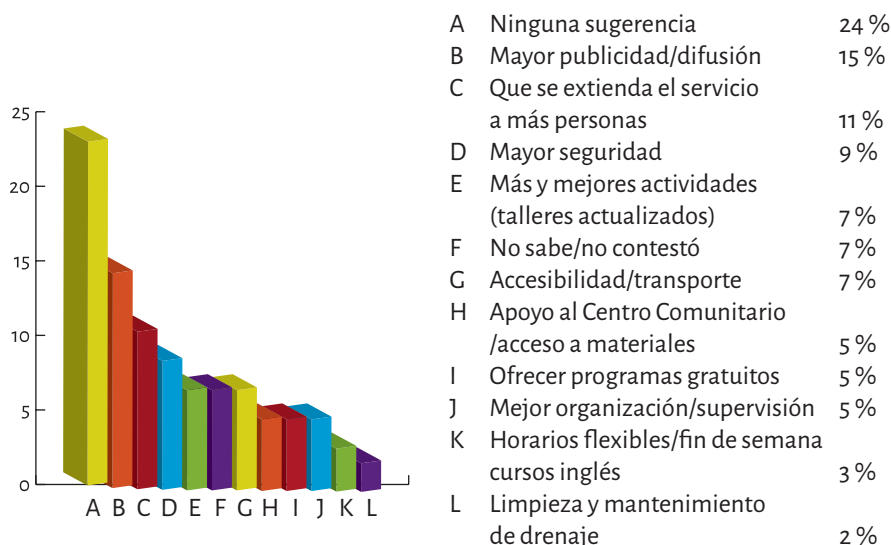 25
20
15
10
5
0
A B C D E F G H I J K L
A Ninguna sugerencia 24 %
B Mayor publicidad/difusión 15 %
C Que se extienda el servicio
a más personas 11 %
D Mayor seguridad 9 %
E Más y mejores actividades
(talleres actualizados) 7 %
F No sabe/no contestó 7 %
G Accesibilidad/transporte 7 %
H Apoyo al Centro Comunitario
/acceso a materiales 5 %
I Ofrecer programas gratuitos 5 %
J Mejor organización/supervisión 5 %
K Horarios flexibles/fin de semana
cursos inglés 3 %
L Limpieza y mantenimiento
de drenaje 2 %